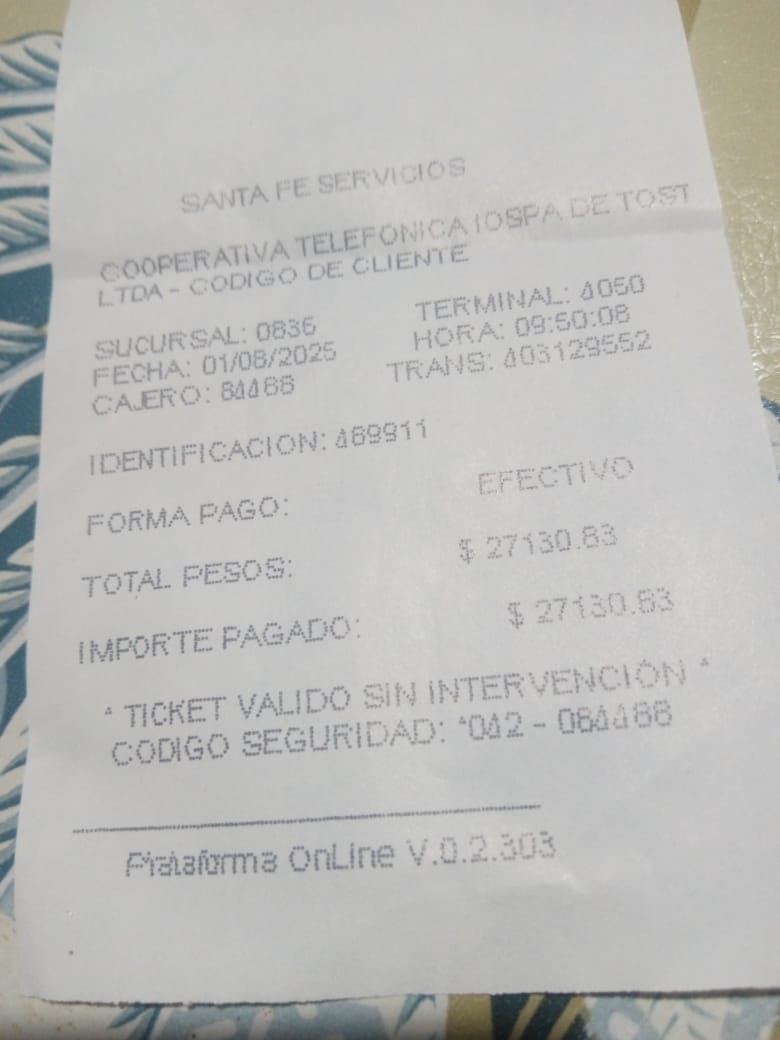 SANTA FE SERVICIOS
COOPERATIVA TELEFONICA DE TOST
LTDA - CODIGO DE CLIENTE
SUCURSAL: 0836 TERMINAL: 4050
FECHA: 01/08/2025 HORA: 09:50:08
CAJERO: 84488 TRANS: 403129552
IDENTIFICACION: 469911
FORMA PAGO: EFECTIVO
TOTAL PESOS: $ 27130.83
IMPORTE PAGADO: $ 27130.83
* TICKET VALIDO SIN INTERVENCIÓN *
CODIGO SEGURIDAD: *042 - 084488
Plataforma OnLine V.0.2.303